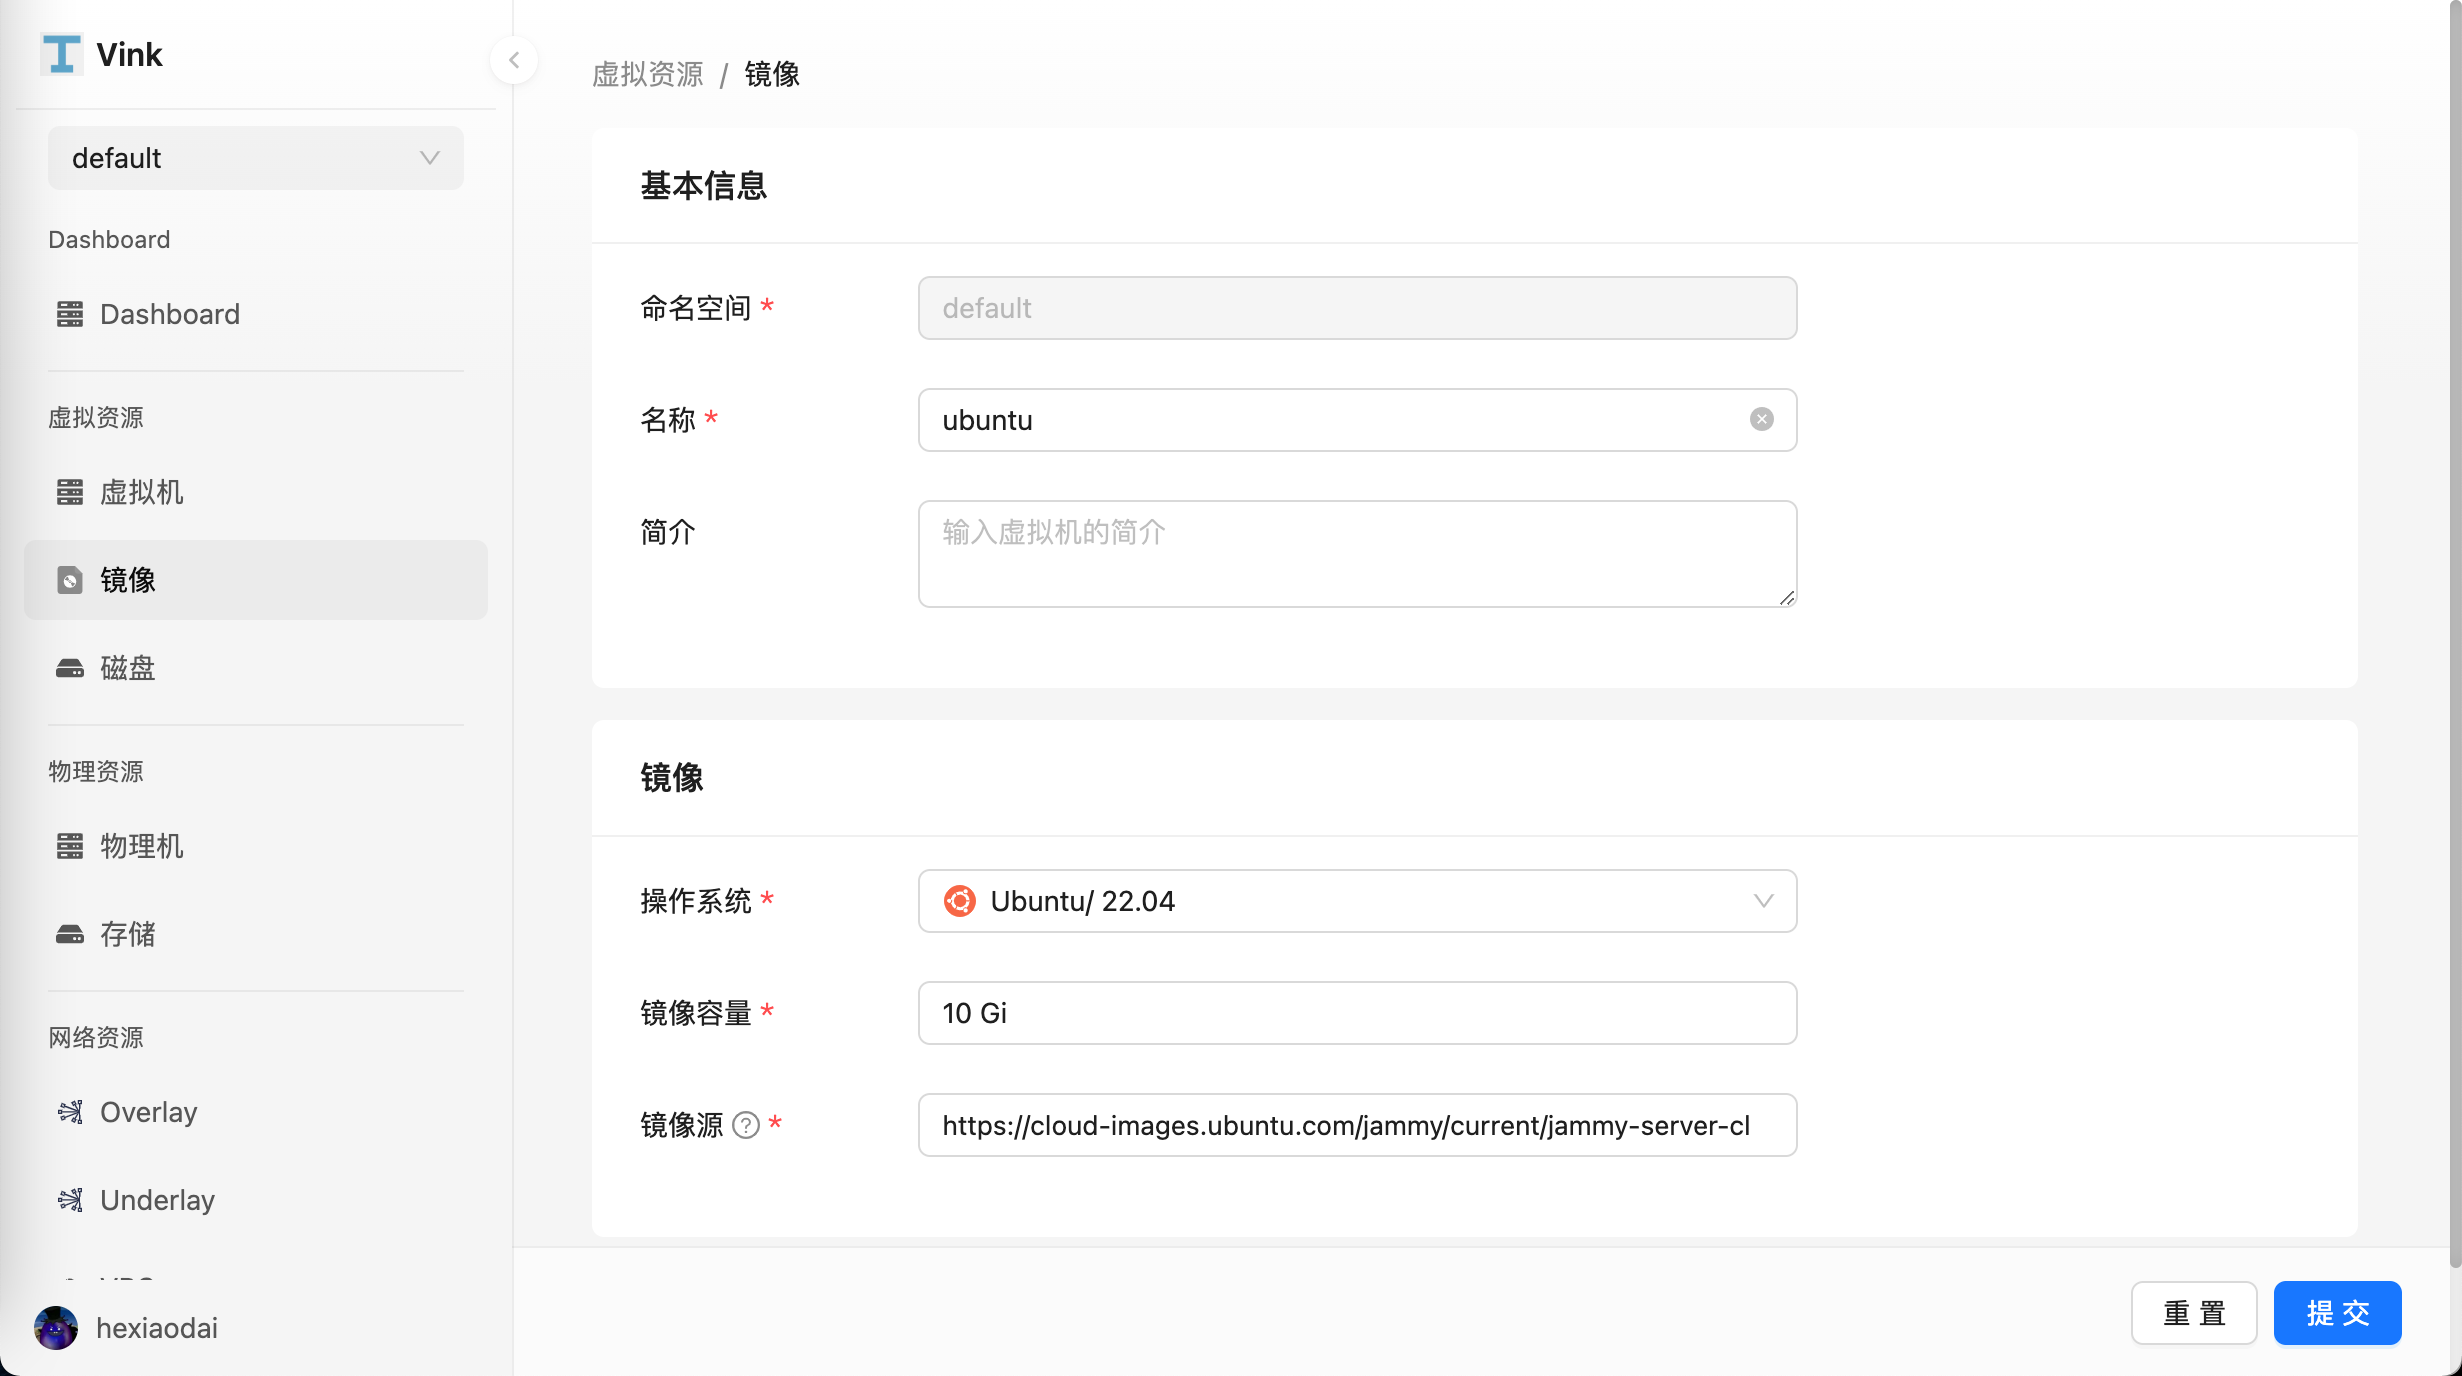 Vink
default
Dashboard
Dashboard
虚拟资源
虚拟机
镜像
磁盘
物理资源
物理机
存储
网络资源
Overlay
Underlay
hexiaodai
虚拟资源 / 镜像
基本信息
命名空间 *
default
名称 *
ubuntu
简介
输入虚拟机的简介
镜像
操作系统 *
Ubuntu/ 22.04
镜像容量 *
10 Gi
镜像源 ? *
https://cloud-images.ubuntu.com/jammy/current/jammy-server-cl
重 置
提 交